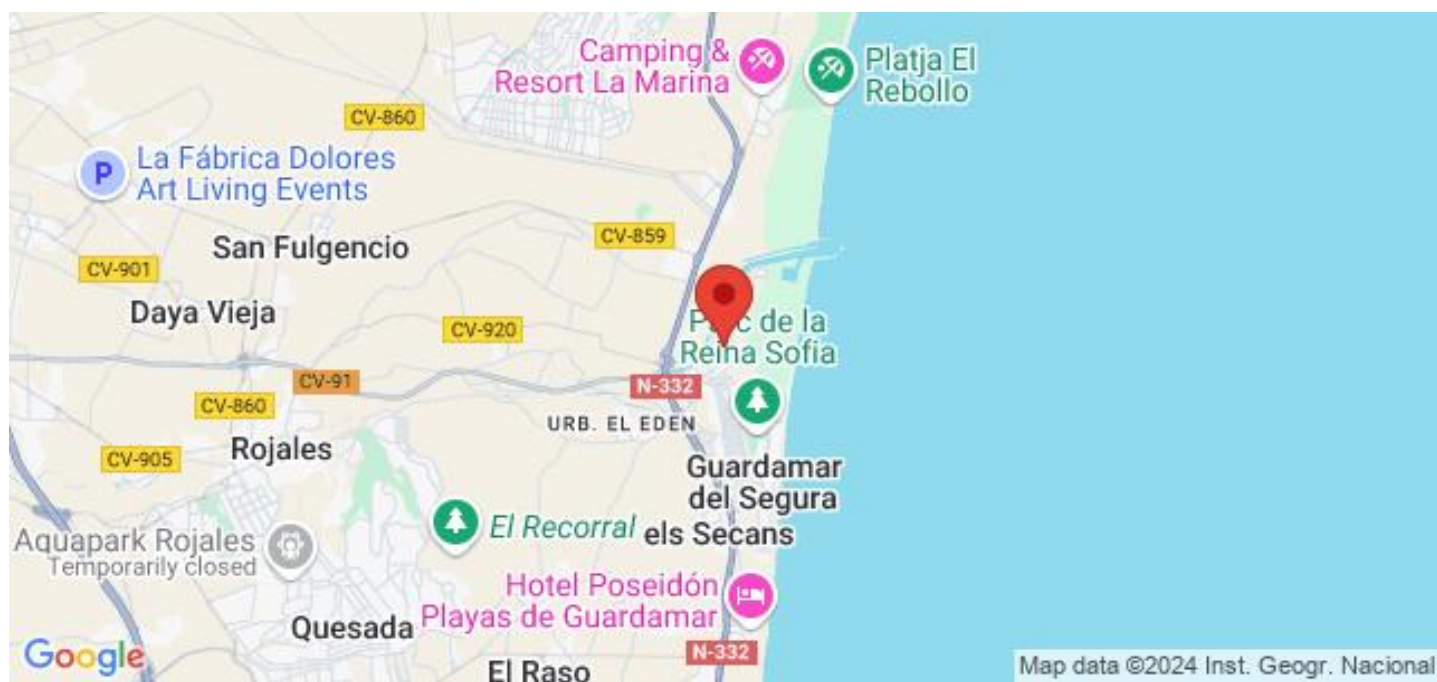 Camping &
Resort La Marina
Platja El
Rebollo
CV-860
La Fábrica Dolores
Art Living Events
P
San Fulgencio
CV-859
CV-901
Daya Vieja
CV-920
Parc de la
Reina Sofia
CV-91
N-332
CV-860
URB. EL EDEN
Rojales
CV-905
Guardamar
del Segura
El Recorral
els Secans
Aquapark Rojales
Temporarily closed
Hotel Poseidón
Playas de Guardamar
Quesada
N-332
El Raso
Google
Map data ©2024 Inst. Geogr. Nacional